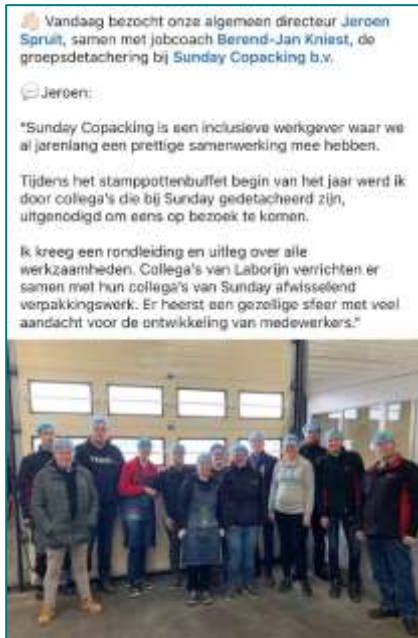 👋🏻 Vandaag bezocht onze algemeen directeur Jeroen
Spruit, samen met jobcoach Berend-Jan Kniest, de
groepsdetachering bij Sunday Copacking b.v.
💬Jeroen:
"Sunday Copacking is een inclusieve werkgever waar we
al jarenlang een prettige samenwerking mee hebben.
Tijdens het stamppottenbuffet begin van het jaar werd ik
door collega's die bij Sunday gedetacheerd zijn,
uitgenodigd om eens op bezoek te komen.
Ik kreeg een rondleiding en uitleg over alle
werkzaamheden. Collega's van Laborijn verrichten er
samen met hun collega's van Sunday afwisselend
verpakkingswerk. Er heerst een gezellige sfeer met veel
aandacht voor de ontwikkeling van medewerkers."